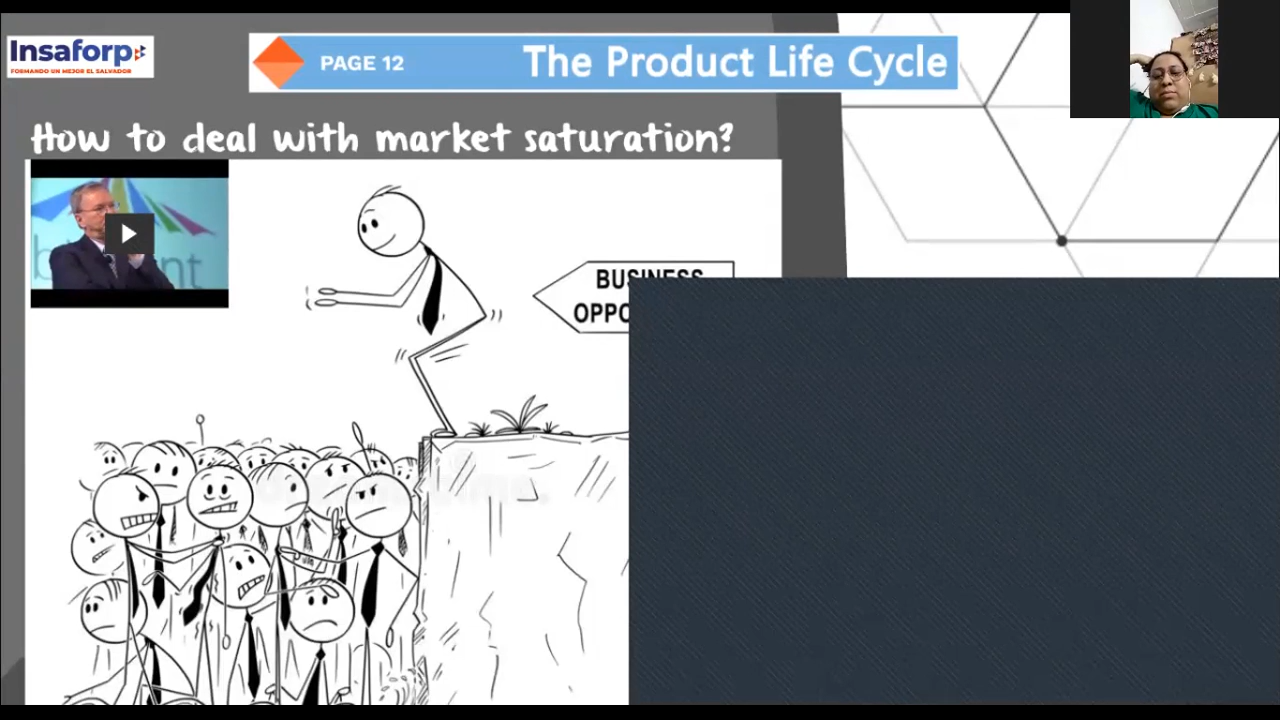 Insaforp
FORMANDO UN MEJOR EL SALVADOR
PAGE 12
The Product Life Cycle
How to deal with market saturation?
BUSINESS
OPPO